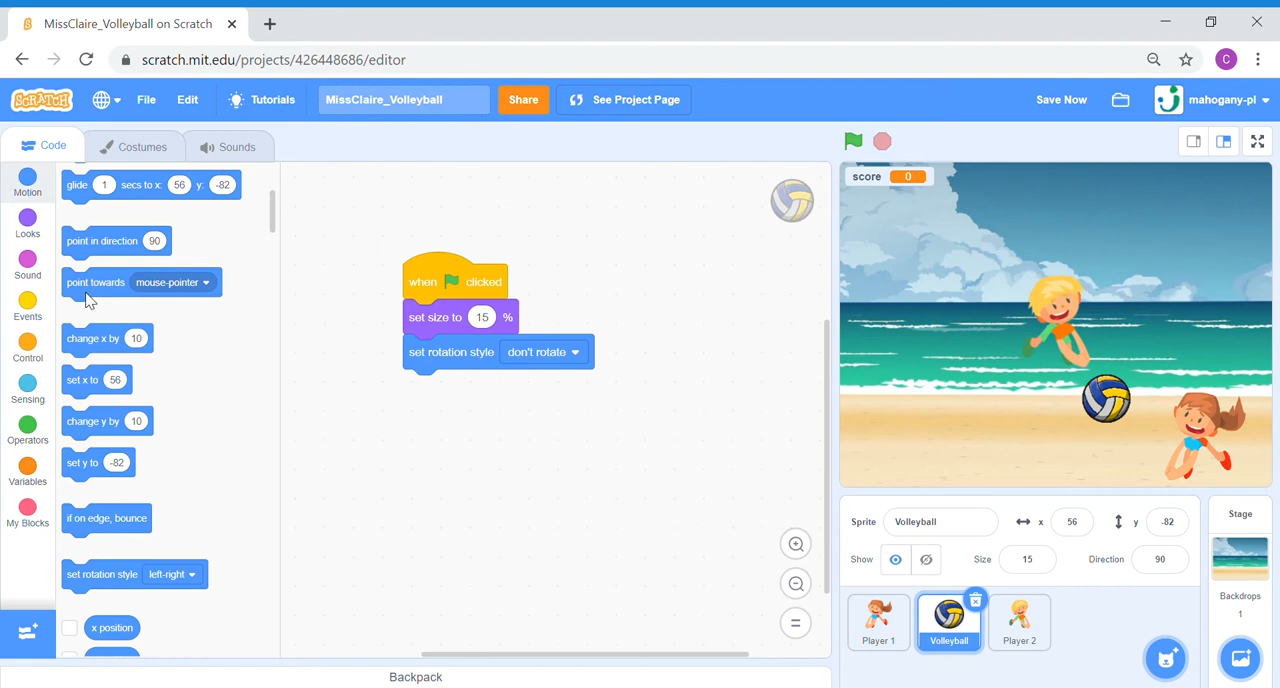 MissClaire_Volleyball on Scratch
scratch.mit.edu/projects/426448686/editor
C
SCRATCH
File
Edit
Tutorials
MissClaire_Volleyball
Share
See Project Page
Save Now
mahogany-pl
Code
Costumes
Sounds
Motion
Looks
Sound
Events
Control
Sensing
Operators
Variables
My Blocks
glide 1 secs to x: 56 y: -82
point in direction 90
point towards mouse-pointer
change x by 10
set x to 56
change y by 10
set y to -82
if on edge, bounce
set rotation style left-right
x position
when clicked
set size to 15 %
set rotation style don't rotate
score 0
Sprite Volleyball x 56 y -82
Show Size 15 Direction 90
Player 1
Volleyball
Player 2
Stage
Backdrops
1
Backpack